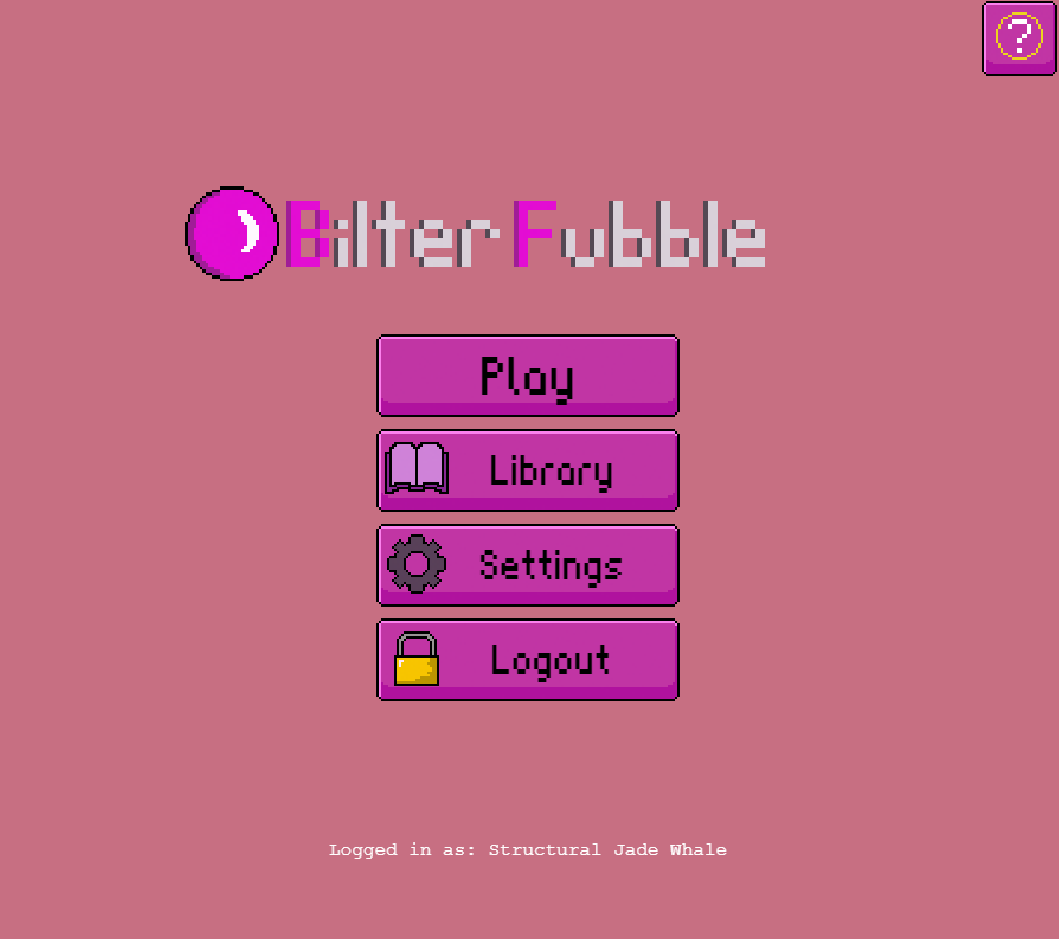 ?
Bilter Fubble
Play
Library
Settings
Logout
Logged in as: Structural Jade Whale